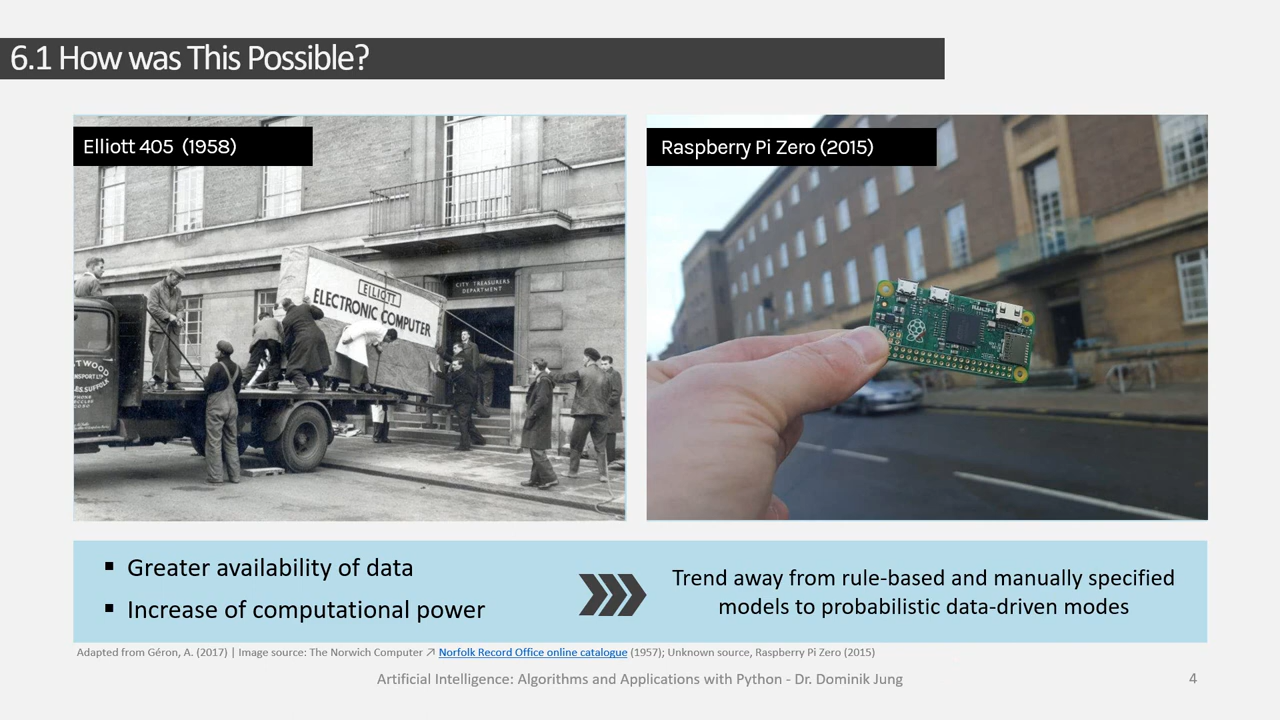 6.1 How was This Possible?
Elliott 405 (1958)
Raspberry Pi Zero (2015)
CITY TREASURERS
DEPARTMENT
ELLIOTT
ELECTRONIC COMPUTER
▪ Greater availability of data
▪ Increase of computational power
Trend away from rule-based and manually specified
models to probabilistic data-driven modes
Adapted from Géron, A. (2017) | Image source: The Norwich Computer ↗ Norfolk Record Office online catalogue (1957); Unknown source, Raspberry Pi Zero (2015)
Artificial Intelligence: Algorithms and Applications with Python - Dr. Dominik Jung
4